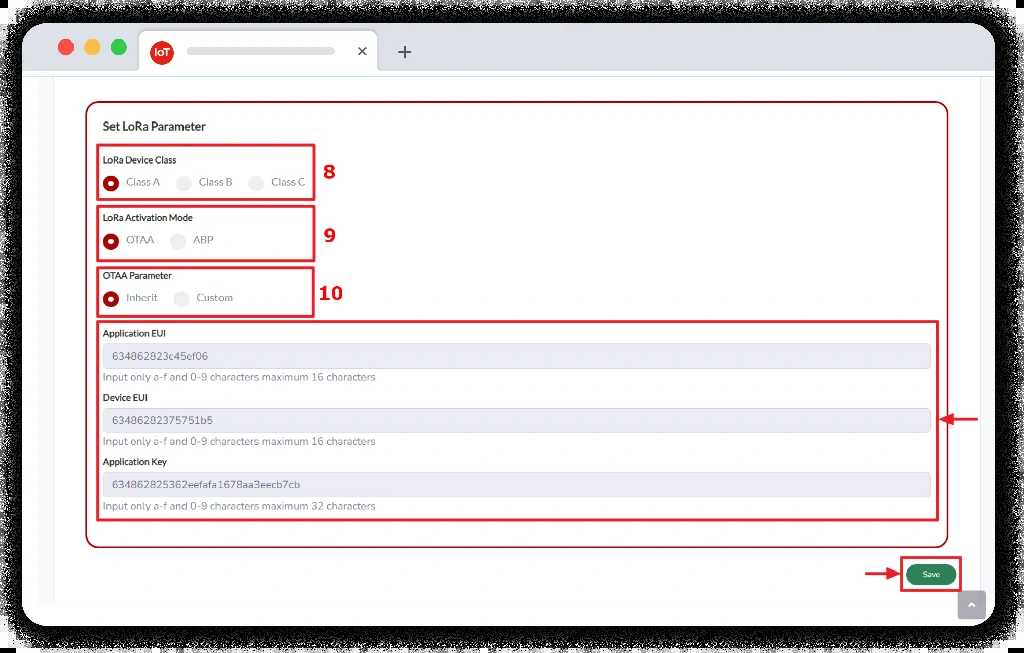 IoT
Set LoRa Parameter
LoRa Device Class
Class A Class B Class C
8
LoRa Activation Mode
OTAA ABP
9
OTAA Parameter
Inherit Custom
10
Application EUI
634862823c45ef06
Input only a-f and 0-9 characters maximum 16 characters
Device EUI
63486282375751b5
Input only a-f and 0-9 characters maximum 16 characters
Application Key
634862825362eefafa1678aa3eecb7cb
Input only a-f and 0-9 characters maximum 32 characters
Save